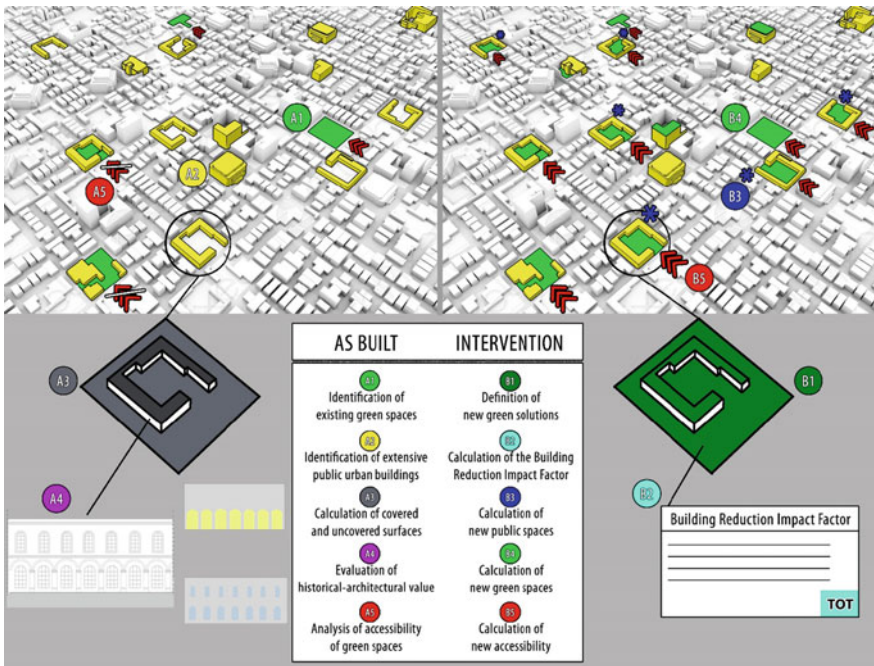 A1
A2
A5
B4
B3
B5
A3
A4
B1
B2
AS BUILT
INTERVENTION
A1
Identification of
existing green spaces
A2
Identification of extensive
public urban buildings
A3
Calculation of covered
and uncovered surfaces
A4
Evaluation of
historical-architectural value
A5
Analysis of accessibility
of green spaces
B1
Definition of
new green solutions
B2
Calculation of the Building
Reduction Impact Factor
B3
Calculation of
new public spaces
B4
Calculation of
new green spaces
B5
Calculation of
new accessibility
Building Reduction Impact Factor
TOT